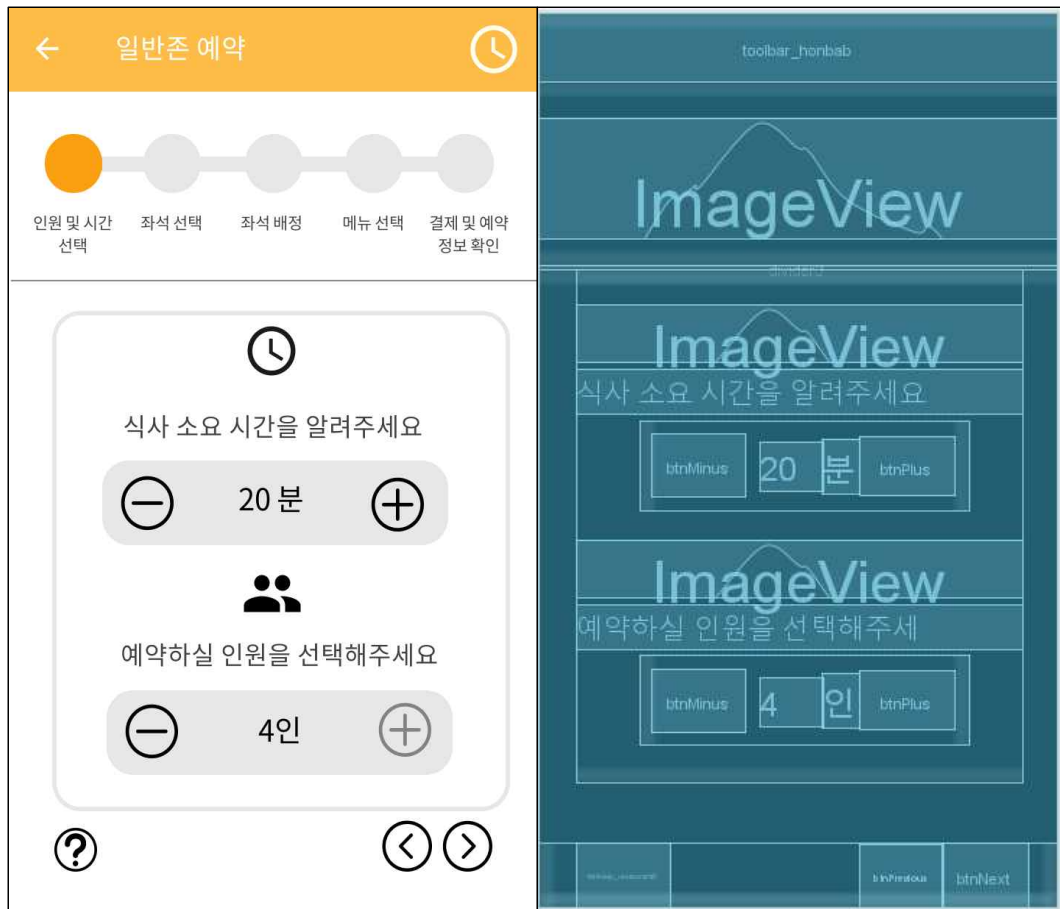 일반존 예약
인원 및 시간
선택
좌석 선택
좌석 배정
메뉴 선택
결제 및 예약
정보 확인
식사 소요 시간을 알려주세요
20 분
예약하실 인원을 선택해주세요
4인
toolbar_honbab
ImageView
ImageView
식사 소요 시간을 알려주세요
btnMinus
20
분
btnPlus
ImageView
예약하실 인원을 선택해주세
btnMinus
4
인
btnPlus
btnPrevious
btnNext